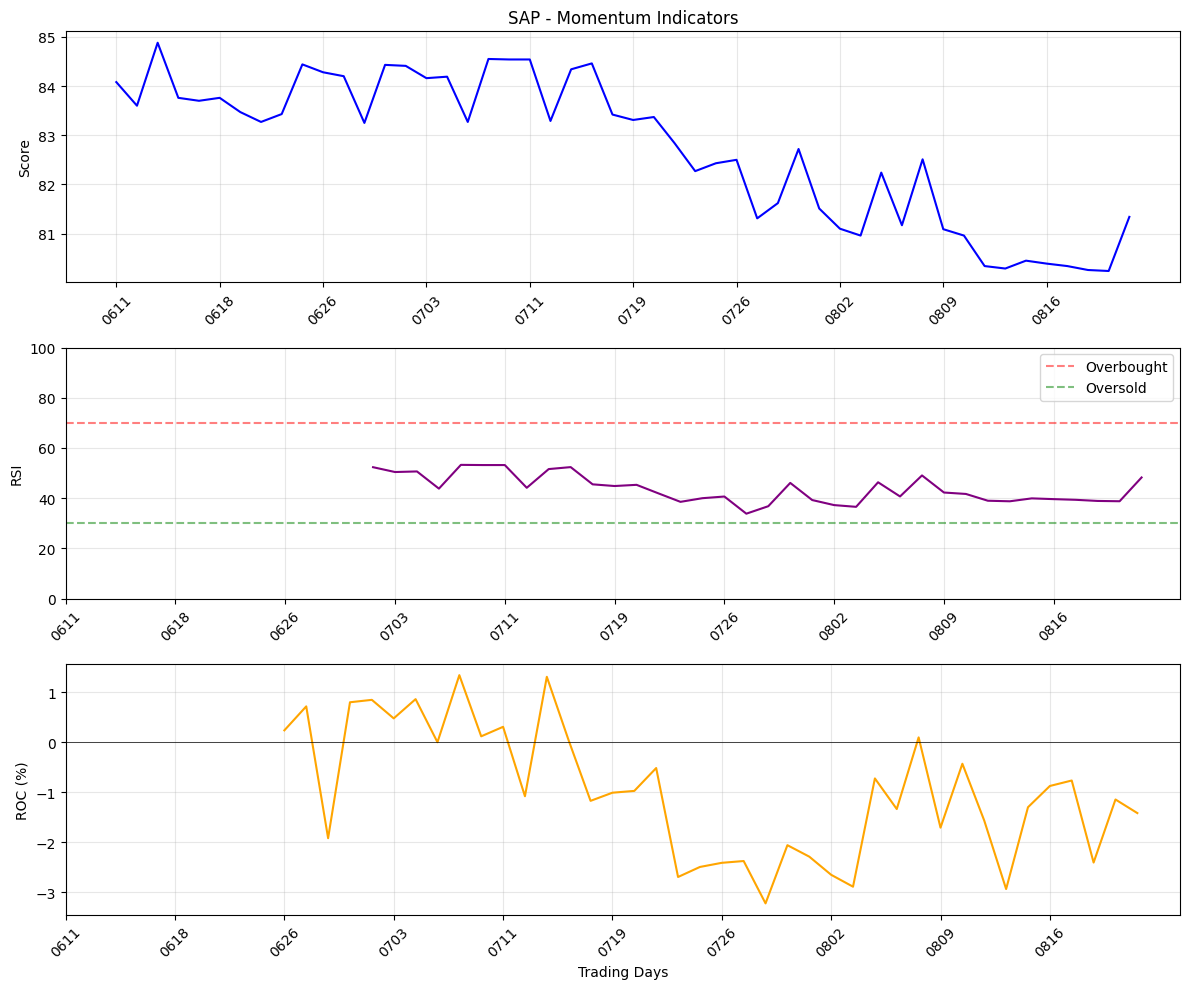 SAP - Momentum Indicators
Score
85
84
83
82
81
0611 0618 0626 0703 0711 0719 0726 0802 0809 0816
RSI
100
80
60
40
20
0
Overbought
Oversold
0611 0618 0626 0703 0711 0719 0726 0802 0809 0816
ROC (%)
1
0
−1
−2
−3
0611 0618 0626 0703 0711 0719 0726 0802 0809 0816
Trading Days